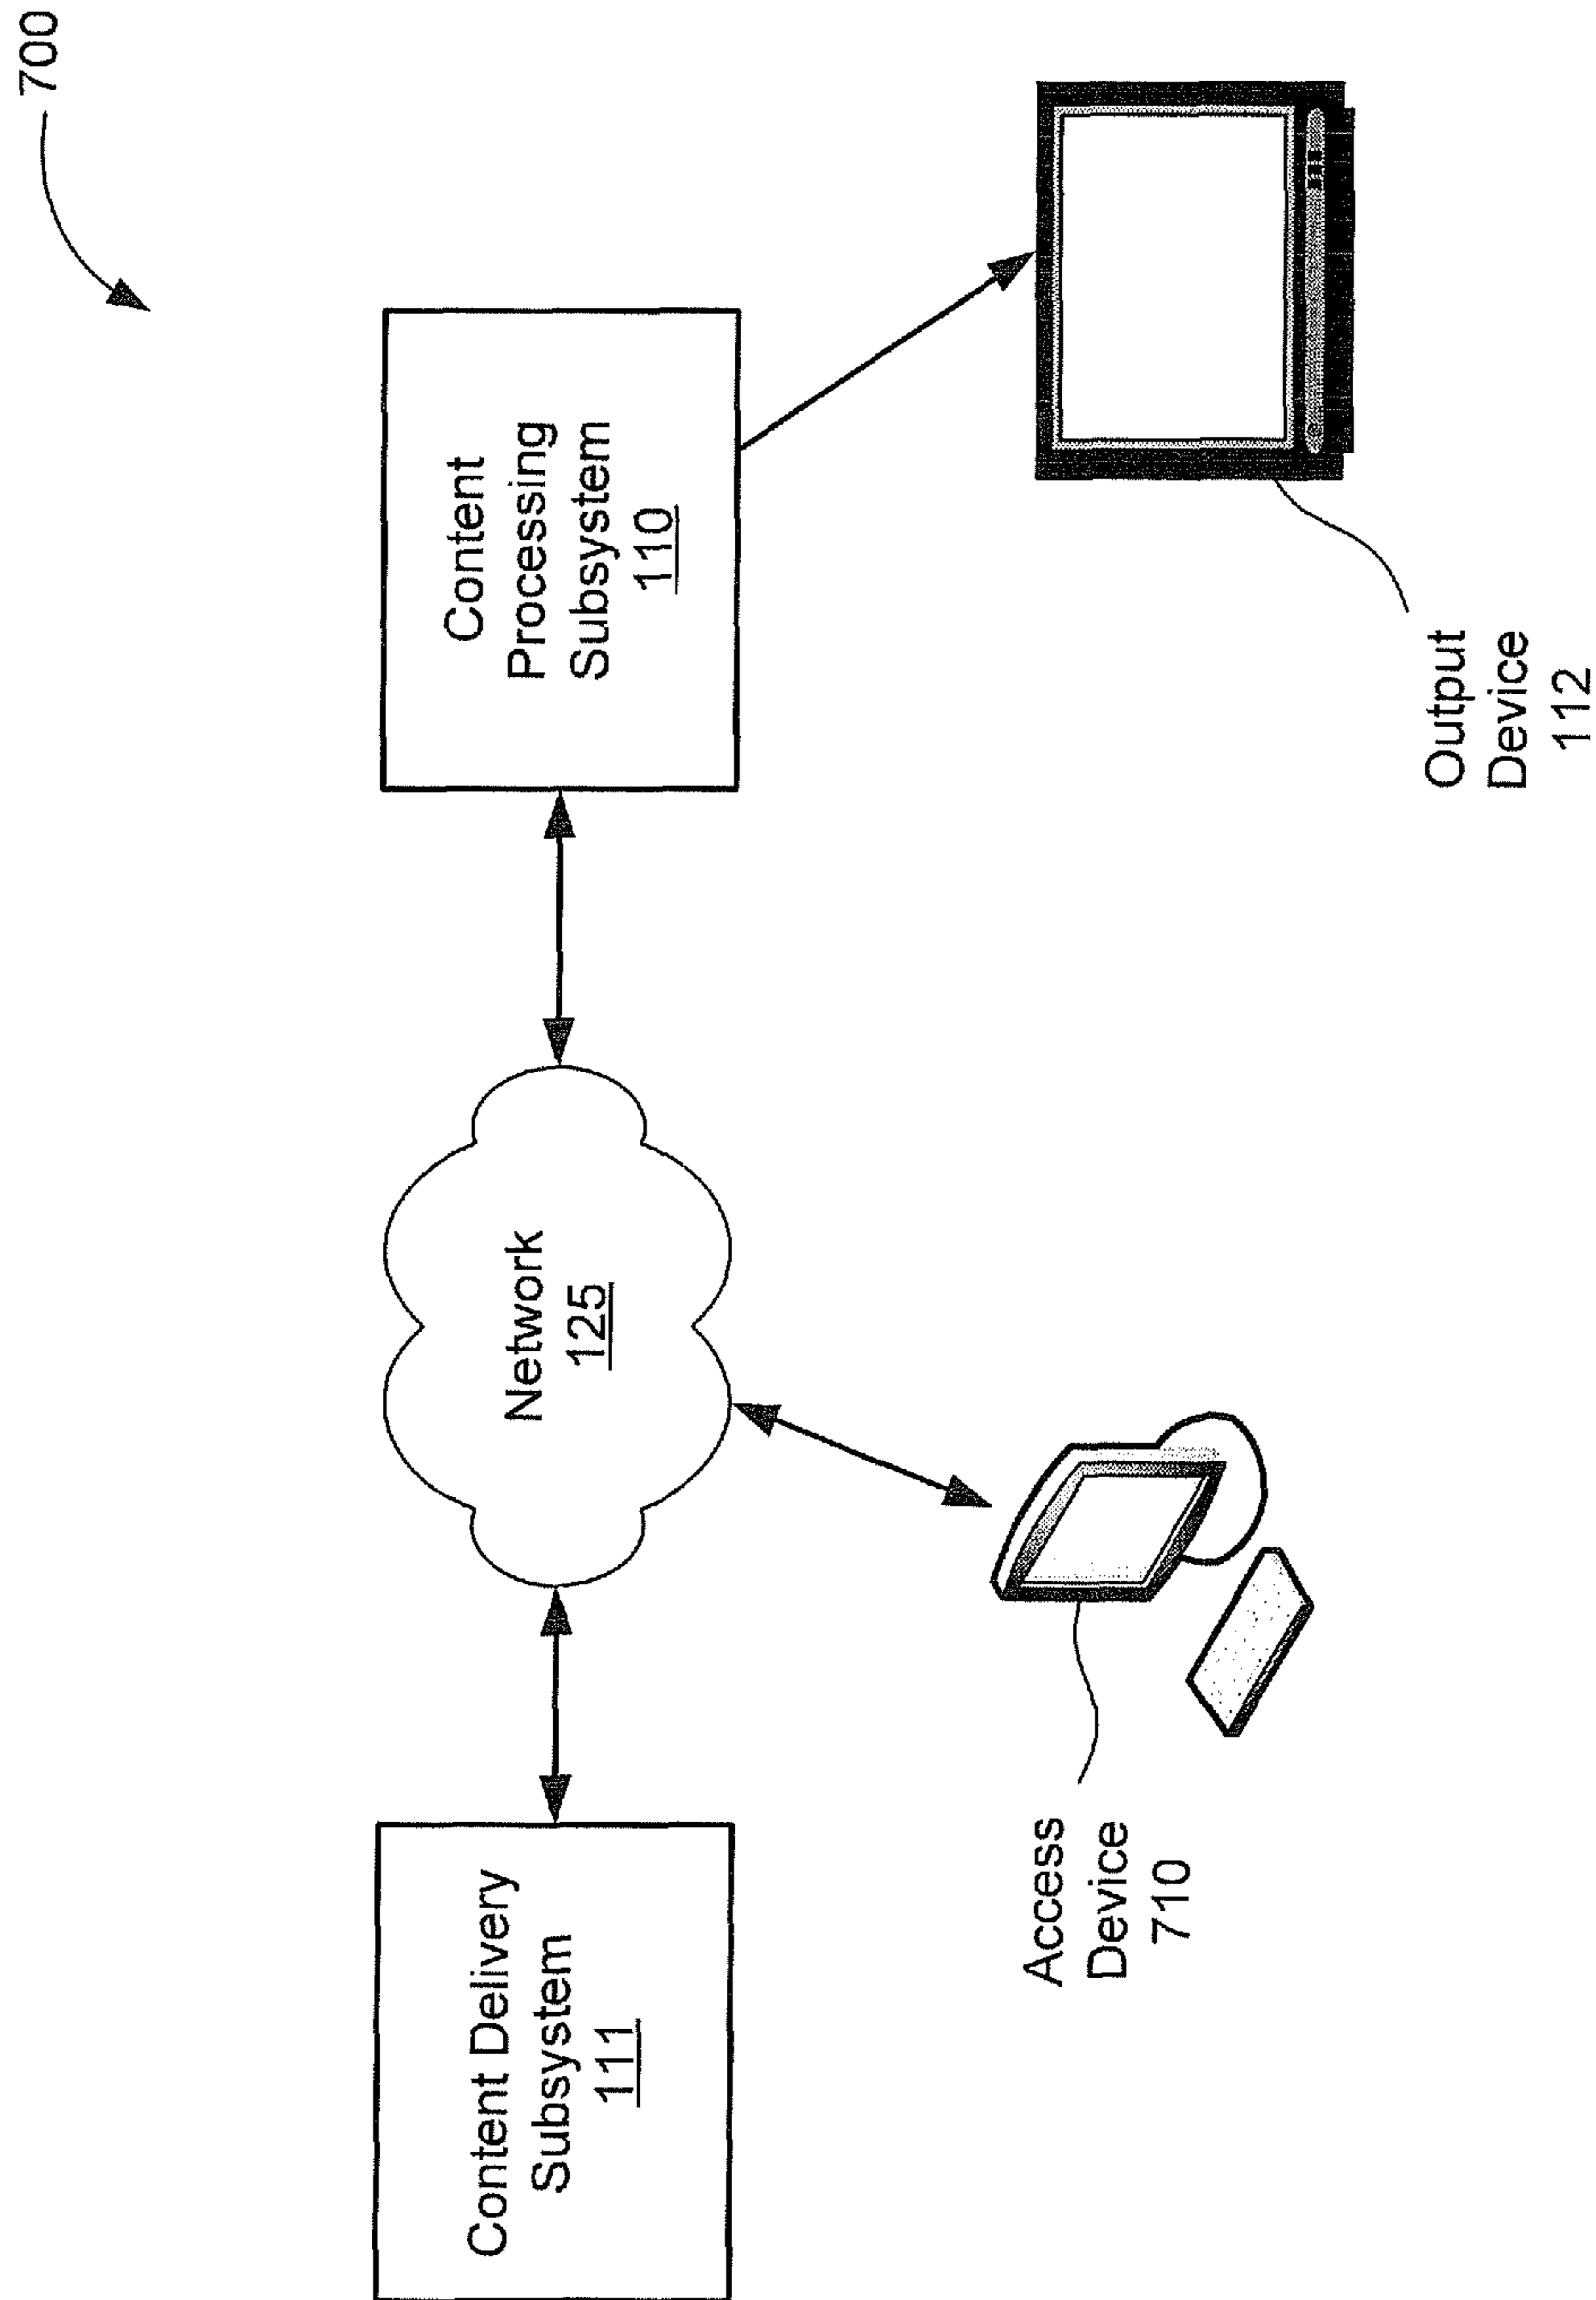 700
Content Delivery
Subsystem
111
Network
125
Content
Processing
Subsystem
110
Access
Device
710
Output
Device
112